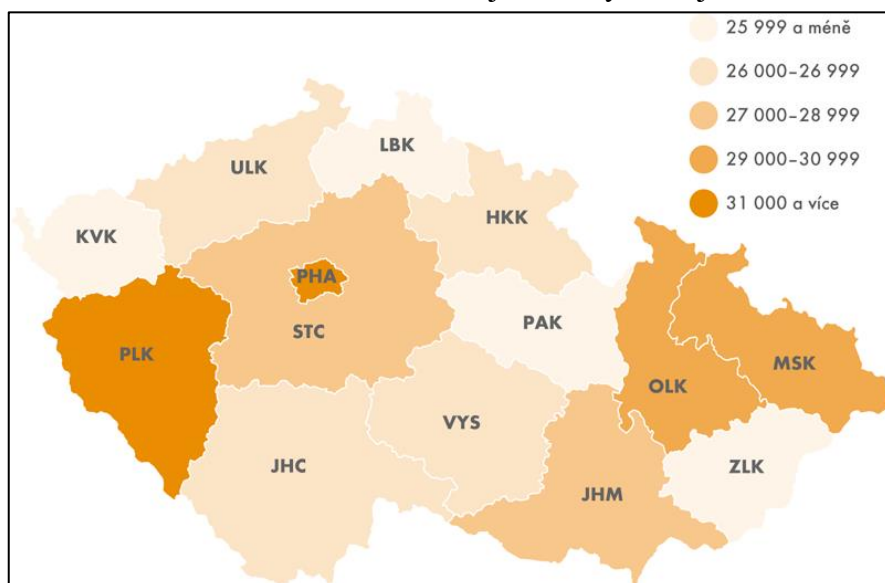 25 999 a méně
26 000–26 999
27 000–28 999
29 000–30 999
31 000 a více
LBK
ULK
HKK
KVK
PHA
PAK
STC
PLK
MSK
OLK
VYS
JHC
ZLK
JHM